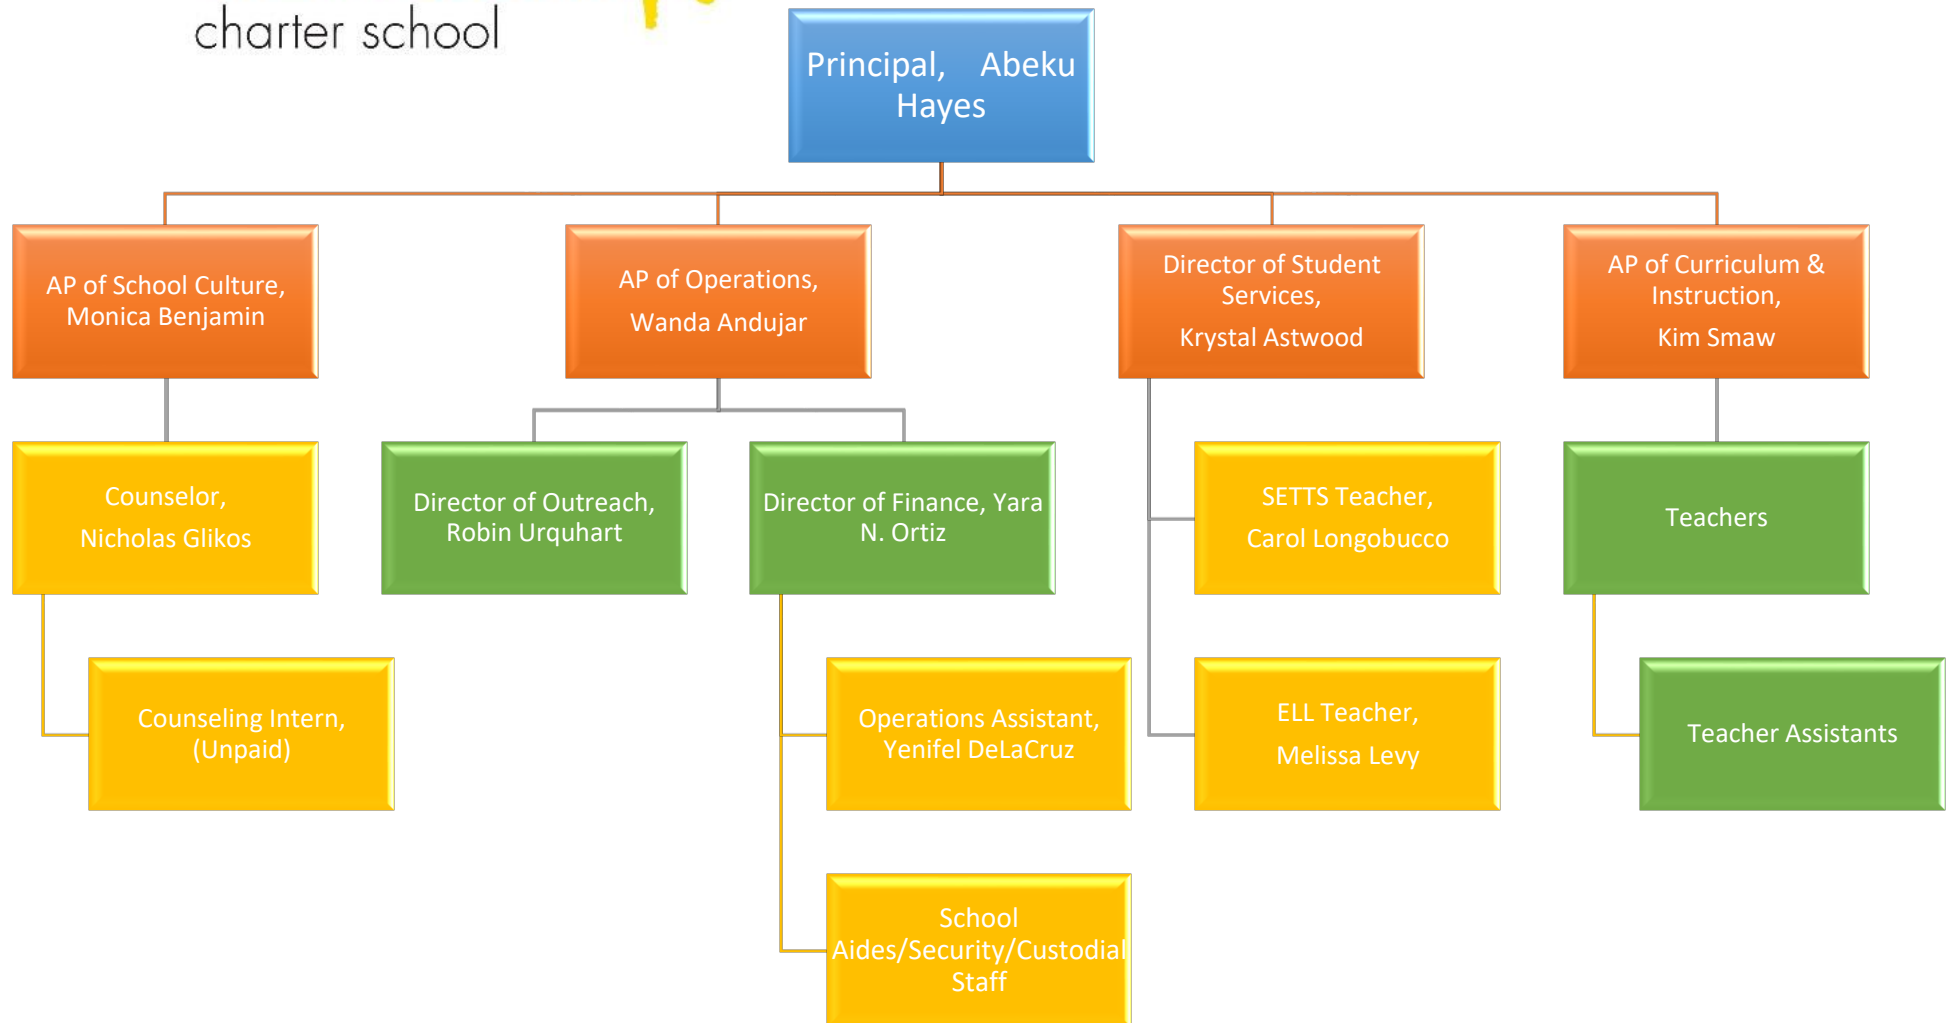 charter school
Principal, Abeku
Hayes
AP of School Culture,
Monica Benjamin
AP of Operations,
Wanda Andujar
Director of Student
Services,
Krystal Astwood
AP of Curriculum &
Instruction,
Kim Smaw
Counselor,
Nicholas Glikos
Director of Outreach,
Robin Urquhart
Director of Finance, Yara
N. Ortiz
SETTS Teacher,
Carol Longobucco
Teachers
Counseling Intern,
(Unpaid)
Operations Assistant,
Yenifel DeLaCruz
ELL Teacher,
Melissa Levy
Teacher Assistants
School
Aides/Security/Custodial
Staff